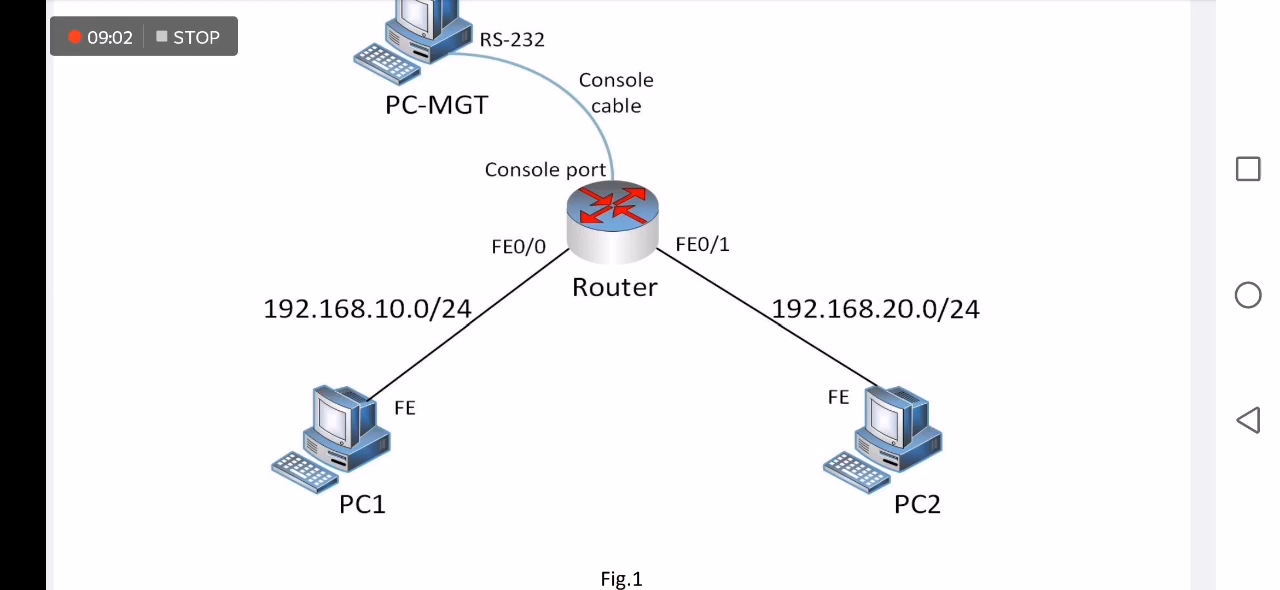 09:02 STOP
RS-232
Console
cable
PC-MGT
Console port
FE0/0
FE0/1
Router
192.168.10.0/24
192.168.20.0/24
FE
FE
PC1
PC2
Fig.1